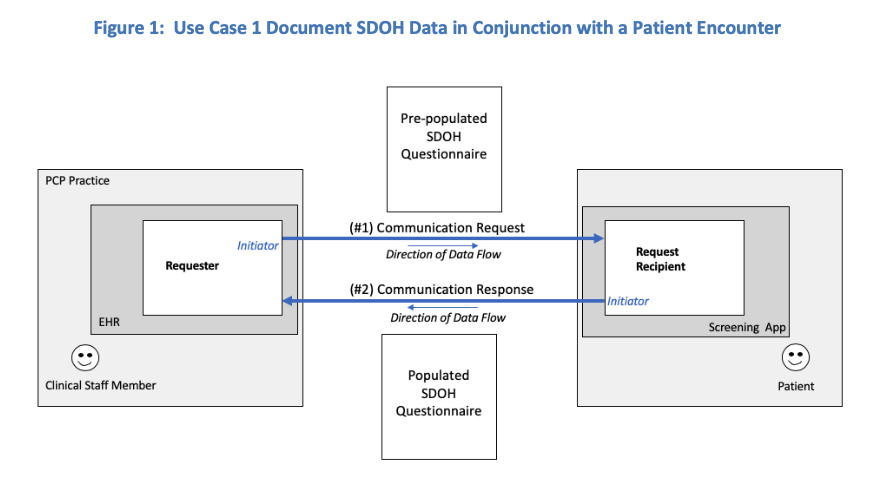 Figure 1:  Use Case 1 Document SDOH Data in Conjunction with a Patient Encounter
Pre-populated
SDOH
Questionnaire
PCP Practice
(#1) Communication Request
Initiator
Direction of Data Flow
Requester
Request
Recipient
(#2) Communication Response
Initiator
Direction of Data Flow
EHR
Screening App
Clinical Staff Member
Patient
Populated
SDOH
Questionnaire